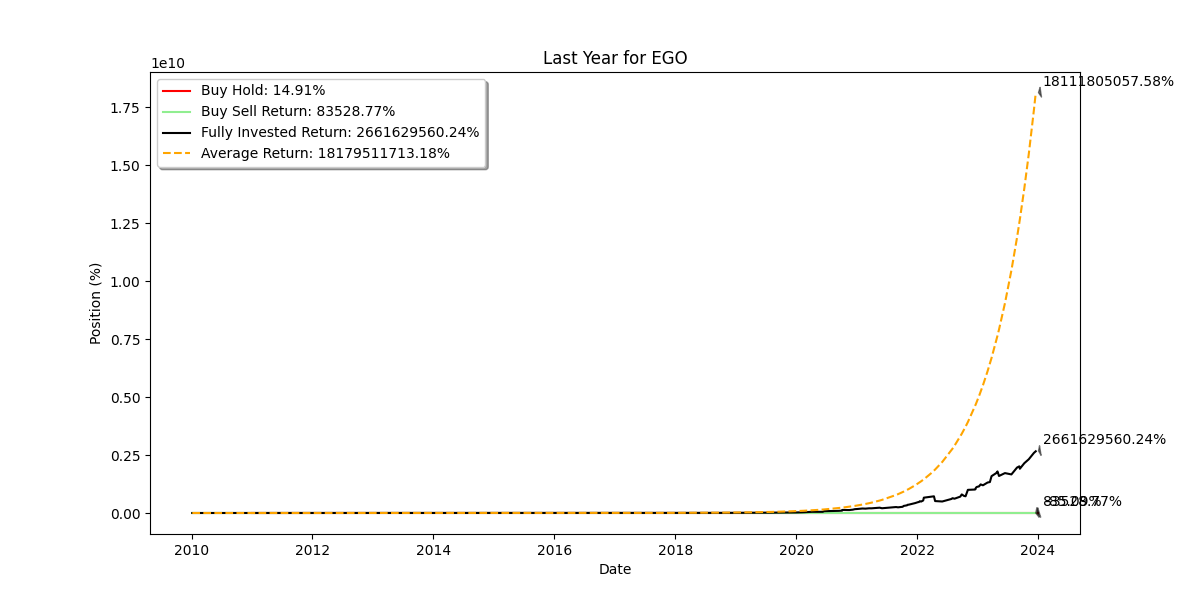 Last Year for EGO
1e10
Buy Hold: 14.91%
Buy Sell Return: 83528.77%
Fully Invested Return: 2661629560.24%
Average Return: 18179511713.18%
18111805057.58%
2661629560.24%
1.75
1.50
1.25
1.00
0.75
0.50
0.25
0.00
Position (%)
2010
2012
2014
2016
2018
2020
2022
2024
Date